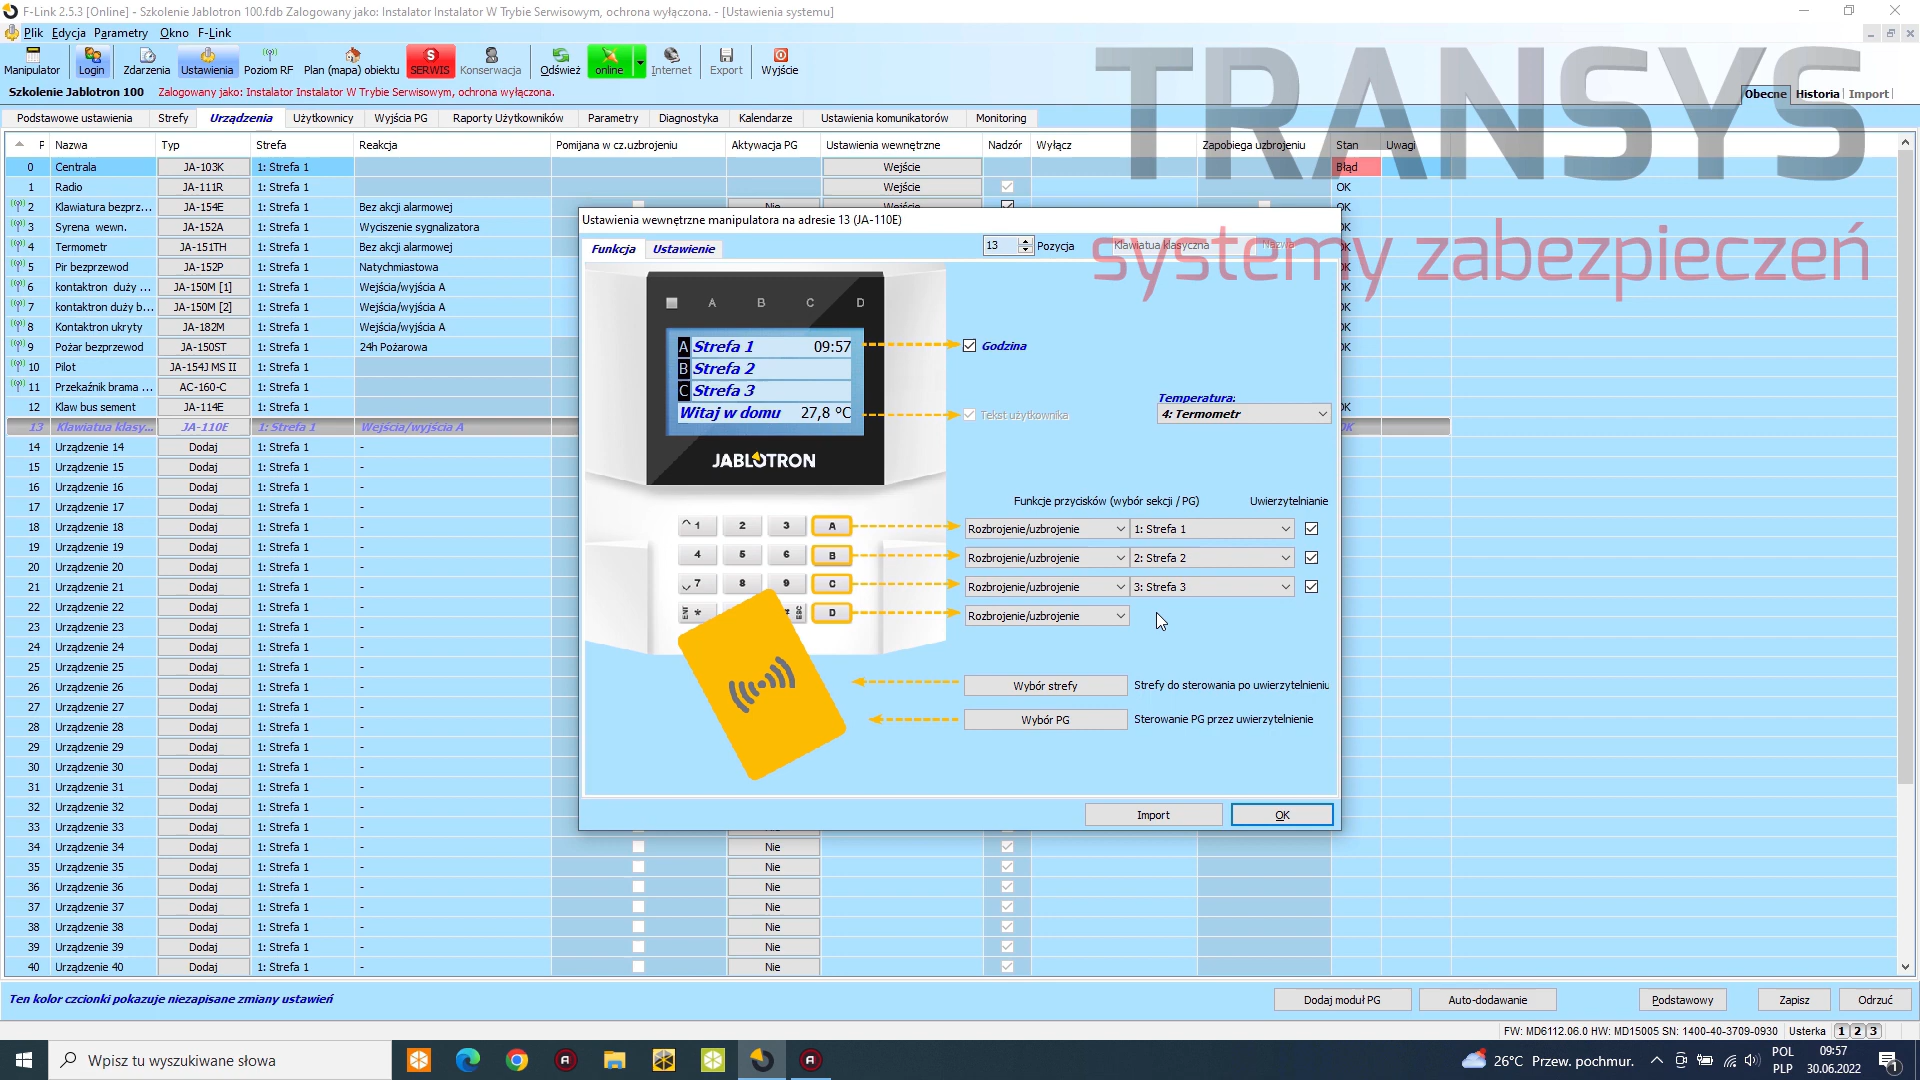 F-Link 2.5.3 [Online] - Szkolenie Jablotron 100.fdb Zalogowany jako: Instalator Instalator W Trybie Serwisowym, ochrona wyłączona. - [Ustawienia systemu]
Plik Edycja Parametry Okno F-Link
Manipulator Login Zdarzenia Ustawienia Poziom RF Plan (mapa) obiektu SERWIS Konserwacja Odśwież online Internet Export Wyjście
TRANSYS
systemy zabezpieczeń
Szkolenie Jablotron 100 Zalogowany jako: Instalator Instalator W Trybie Serwisowym, ochrona wyłączona.
Obecne Historia Import
Podstawowe ustawienia Strefy Urządzenia Użytkownicy Wyjścia PG Raporty Użytkowników Parametry Diagnostyka Kalendarze Ustawienia komunikatorów Monitoring
P Nazwa Typ Strefa Reakcja Pomijana w cz.uzbrojeniu Aktywacja PG Ustawienia wewnętrzne Nadzór Wyłącz Zapobiega uzbrojeniu Stan Uwagi
0 Centrala JA-103K 1: Strefa 1 Wejście Błąd
1 Radio JA-111R 1: Strefa 1 Wejście OK
2 Klawiatura bezprz... JA-154E 1: Strefa 1 Bez akcji alarmowej Nie Wejście OK
3 Syrena wewn. JA-152A 1: Strefa 1 Wyciszenie sygnalizatora OK
4 Termometr JA-151TH 1: Strefa 1 Bez akcji alarmowej OK
5 Pir bezprzewod JA-152P 1: Strefa 1 Natychmiastowa OK
6 kontaktron duży ... JA-150M [1] 1: Strefa 1 Wejścia/wyjścia A OK
7 kontaktron duży b... JA-150M [2] 1: Strefa 1 Wejścia/wyjścia A OK
8 Kontaktron ukryty JA-182M 1: Strefa 1 Wejścia/wyjścia A OK
9 Pożar bezprzewod JA-150ST 1: Strefa 1 24h Pożarowa OK
10 Pilot JA-154J MS II 1: Strefa 1
11 Przekaźnik brama ... AC-160-C 1: Strefa 1
12 Klaw bus sement JA-114E 1: Strefa 1 OK
13 Klawiatua klasy... JA-110E 1: Strefa 1 Wejścia/wyjścia A OK
14 Urządzenie 14 Dodaj 1: Strefa 1 -
15 Urządzenie 15 Dodaj 1: Strefa 1 -
16 Urządzenie 16 Dodaj 1: Strefa 1 -
17 Urządzenie 17 Dodaj 1: Strefa 1 -
18 Urządzenie 18 Dodaj 1: Strefa 1 -
19 Urządzenie 19 Dodaj 1: Strefa 1 -
20 Urządzenie 20 Dodaj 1: Strefa 1 -
21 Urządzenie 21 Dodaj 1: Strefa 1 -
22 Urządzenie 22 Dodaj 1: Strefa 1 -
23 Urządzenie 23 Dodaj 1: Strefa 1 -
24 Urządzenie 24 Dodaj 1: Strefa 1 -
25 Urządzenie 25 Dodaj 1: Strefa 1 -
26 Urządzenie 26 Dodaj 1: Strefa 1 -
27 Urządzenie 27 Dodaj 1: Strefa 1 -
28 Urządzenie 28 Dodaj 1: Strefa 1 -
29 Urządzenie 29 Dodaj 1: Strefa 1 -
30 Urządzenie 30 Dodaj 1: Strefa 1 -
31 Urządzenie 31 Dodaj 1: Strefa 1 -
32 Urządzenie 32 Dodaj 1: Strefa 1 -
33 Urządzenie 33 Dodaj 1: Strefa 1 -
34 Urządzenie 34 Dodaj 1: Strefa 1 - Nie
35 Urządzenie 35 Dodaj 1: Strefa 1 - Nie
36 Urządzenie 36 Dodaj 1: Strefa 1 - Nie
37 Urządzenie 37 Dodaj 1: Strefa 1 - Nie
38 Urządzenie 38 Dodaj 1: Strefa 1 - Nie
39 Urządzenie 39 Dodaj 1: Strefa 1 - Nie
40 Urządzenie 40 Dodaj 1: Strefa 1 - Nie
Ustawienia wewnętrzne manipulatora na adresie 13 (JA-110E)
Funkcja Ustawienie 13 Pozycja Klawiatua klasyczna Nazwa
A B C D
A Strefa 1 09:57
B Strefa 2
C Strefa 3
Witaj w domu 27,8 °C
JABLOTRON
Godzina
Tekst użytkownika
Temperatura:
4: Termometr
Funkcje przycisków (wybór sekcji / PG) Uwierzytelnianie
1 2 3 A Rozbrojenie/uzbrojenie 1: Strefa 1
4 5 6 B Rozbrojenie/uzbrojenie 2: Strefa 2
7 8 9 C Rozbrojenie/uzbrojenie 3: Strefa 3
ENT * ESC D Rozbrojenie/uzbrojenie
Wybór strefy Strefy do sterowania po uwierzytelnieniu
Wybór PG Sterowanie PG przez uwierzytelnienie
Import OK
Ten kolor czcionki pokazuje niezapisane zmiany ustawień
Dodaj moduł PG Auto-dodawanie Podstawowy Zapisz Odrzuć
FW: MD6112.06.0 HW: MD15005 SN: 1400-40-3709-0930 Usterka 1 2 3
Wpisz tu wyszukiwane słowo
26°C Przew. pochmur.
POL
PLP
09:57
30.06.2022
1